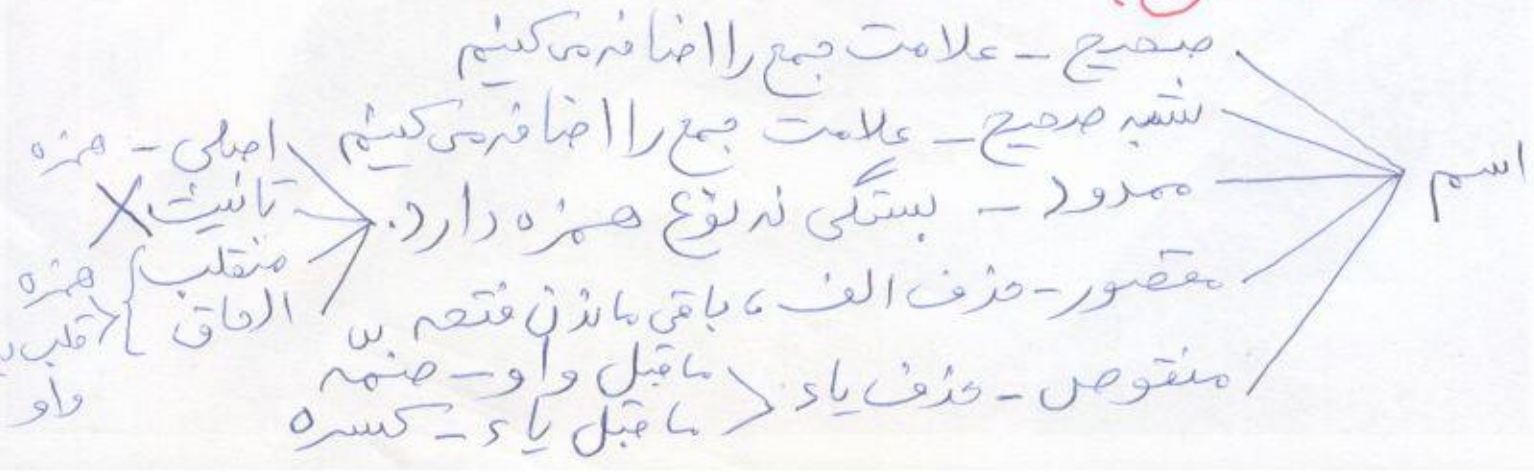 اسم
صحیح - علامت جمع را اضافه می کنیم
شبه صحیح - علامت جمع را اضافه می کنیم
ممدود - بستگی به نوع همزه دارد.
اصلی - همزه
تانیث X
منقلب
الحاق
همزه
قلب به
واو
مقصور - حذف الف، باقی ماندن فتحه
منقوص - حذف یاء
ماقبل واو - ضمّه
ماقبل یاء - کسره